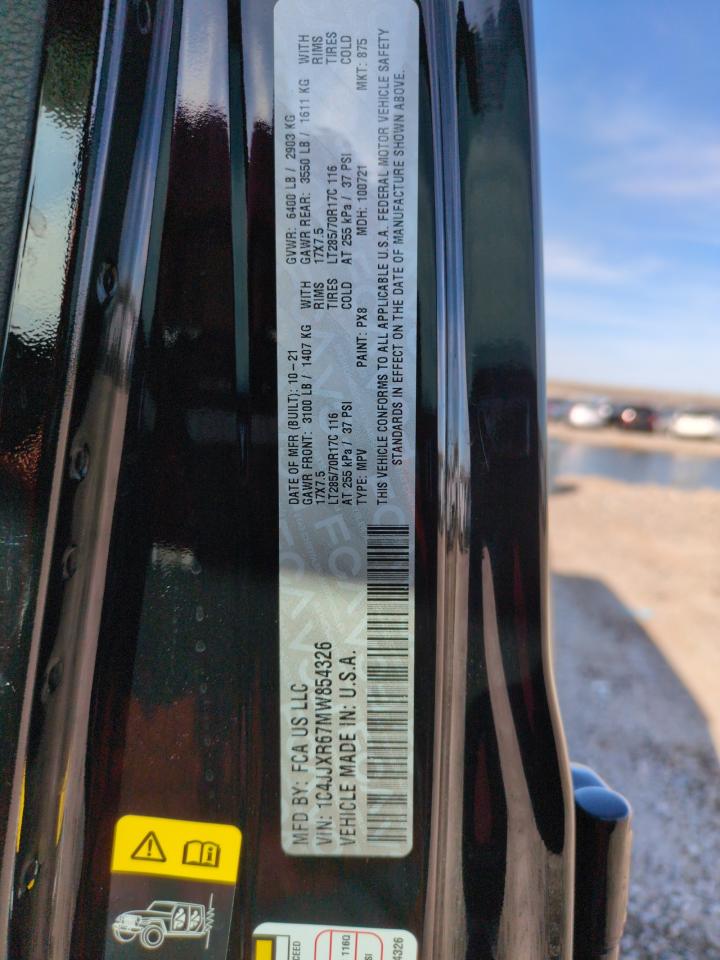 MFD BY: FCA US LLC
VIN: 1C4JJXR67MW854326
VEHICLE MADE IN: U.S.A.
DATE OF MFR (BUILT): 10-21 GVWR: 6400 LB / 2903 KG
GAWR FRONT: 3100 LB / 1407 KG WITH GAWR REAR: 3550 LB / 1611 KG WITH
17X7.5 RIMS 17X7.5 RIMS
LT285/70R17C 116 TIRES LT285/70R17C 116 TIRES
AT 255 kPa / 37 PSI COLD AT 255 kPa / 37 PSI COLD
TYPE: MPV PAINT: PX8 MDH: 100721 MKT: 875
THIS VEHICLE CONFORMS TO ALL APPLICABLE U.S.A. FEDERAL MOTOR VEHICLE SAFETY
STANDARDS IN EFFECT ON THE DATE OF MANUFACTURE SHOWN ABOVE.
CEED
116Q
SI
4326